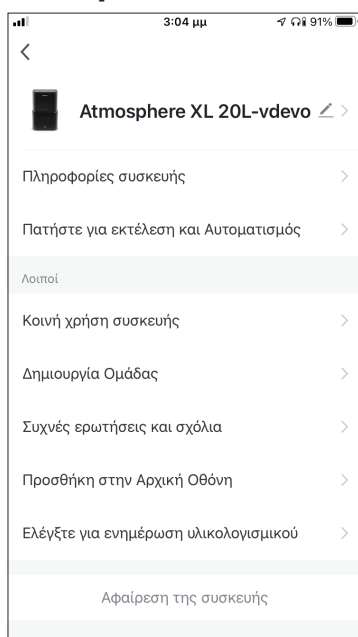 3:04 μμ 91%
Atmosphere XL 20L-vdevo
Πληροφορίες συσκευής
Πατήστε για εκτέλεση και Αυτοματισμός
Λοιποί
Κοινή χρήση συσκευής
Δημιουργία Ομάδας
Συχνές ερωτήσεις και σχόλια
Προσθήκη στην Αρχική Οθόνη
Ελέγξτε για ενημέρωση υλικολογισμικού
Αφαίρεση της συσκευής